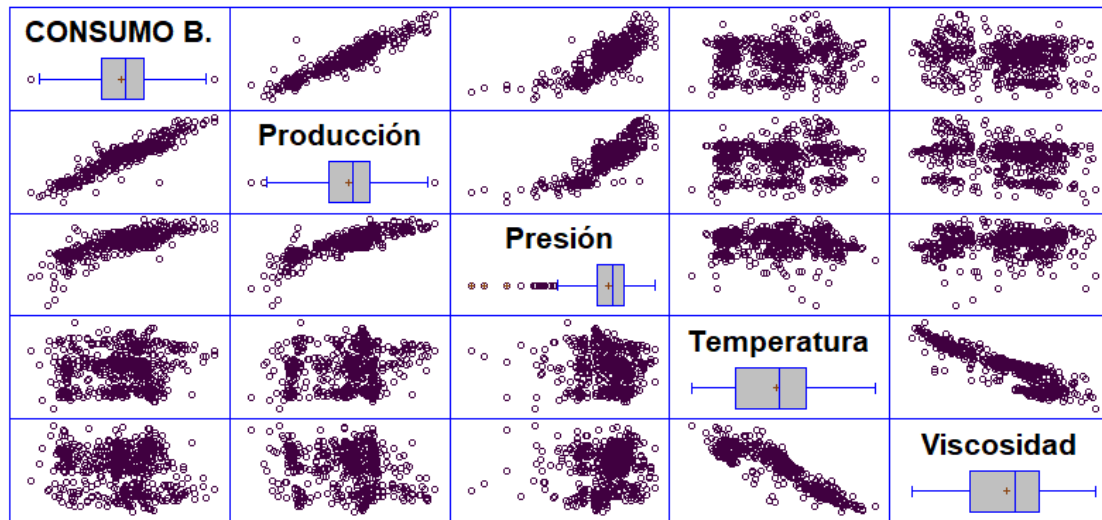 CONSUMO B.
Producción
Presión
Temperatura
Viscosidad